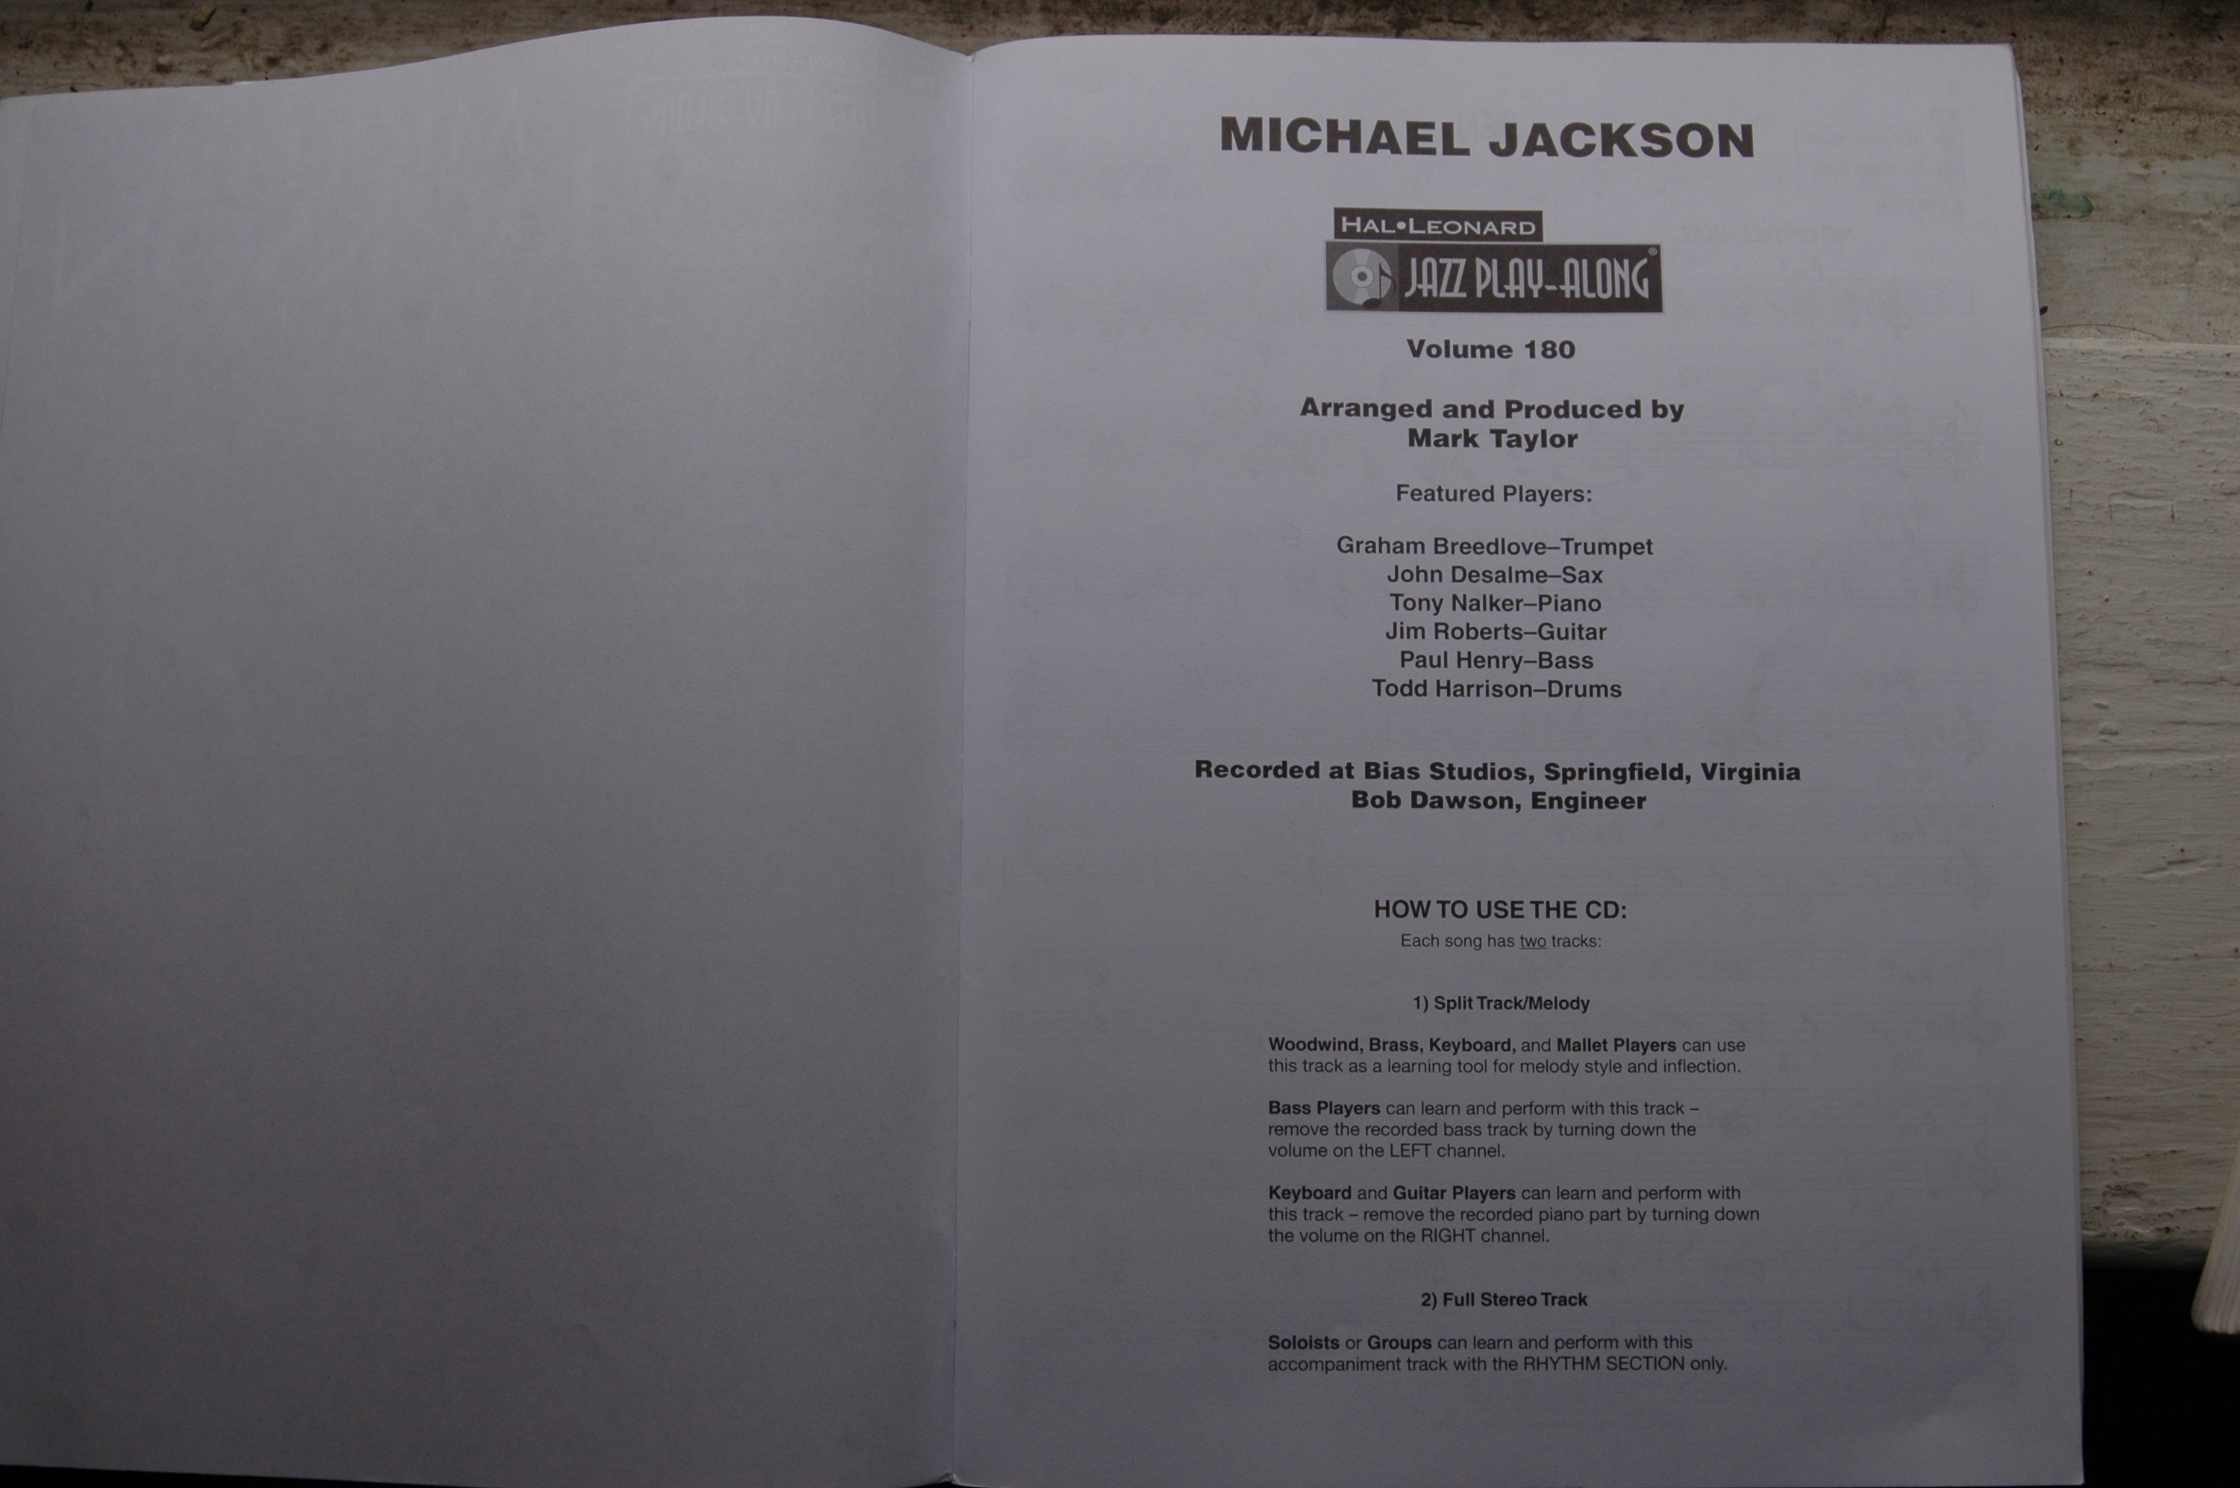 MICHAEL JACKSON
HAL•LEONARD
JAZZ PLAY-ALONG®
Volume 180
Arranged and Produced by
Mark Taylor
Featured Players:
Graham Breedlove–Trumpet
John Desalme–Sax
Tony Nalker–Piano
Jim Roberts–Guitar
Paul Henry–Bass
Todd Harrison–Drums
Recorded at Bias Studios, Springfield, Virginia
Bob Dawson, Engineer
HOW TO USE THE CD:
Each song has two tracks:
1) Split Track/Melody
Woodwind, Brass, Keyboard, and Mallet Players can use
this track as a learning tool for melody style and inflection.
Bass Players can learn and perform with this track –
remove the recorded bass track by turning down the
volume on the LEFT channel.
Keyboard and Guitar Players can learn and perform with
this track – remove the recorded piano part by turning down
the volume on the RIGHT channel.
2) Full Stereo Track
Soloists or Groups can learn and perform with this
accompaniment track with the RHYTHM SECTION only.